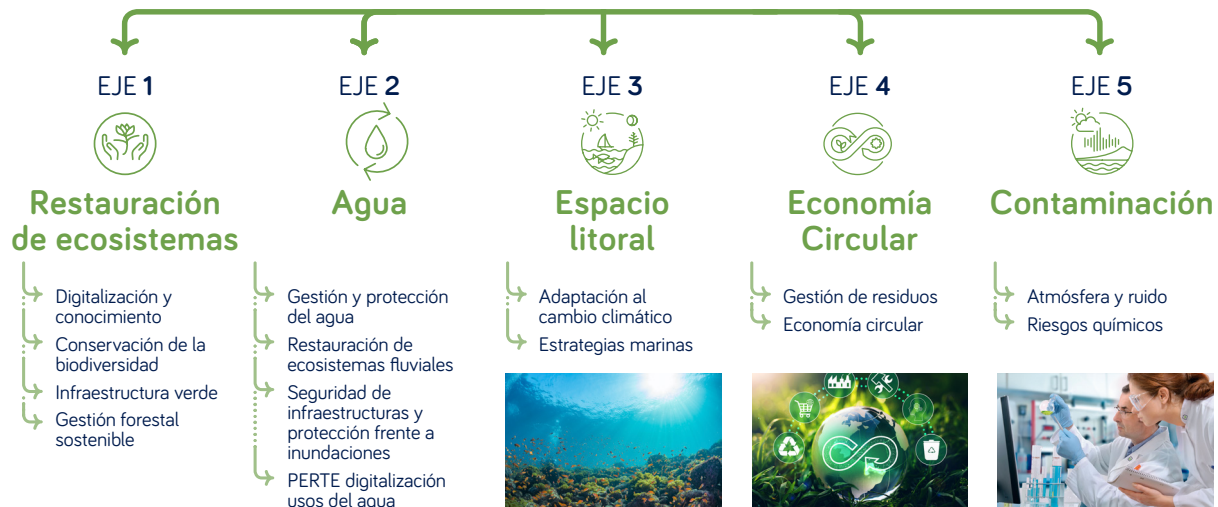 EJE 1
Restauración
de ecosistemas
Digitalización y
conocimiento
Conservación de la
biodiversidad
Infraestructura verde
Gestión forestal
sostenible
EJE 2
Agua
Gestión y protección
del agua
Restauración de
ecosistemas fluviales
Seguridad de
infraestructuras y
protección frente a
inundaciones
PERTE digitalización
usos del agua
EJE 3
Espacio
litoral
Adaptación al
cambio climático
Estrategias marinas
EJE 4
Economía
Circular
Gestión de residuos
Economía circular
EJE 5
Contaminación
Atmósfera y ruido
Riesgos químicos